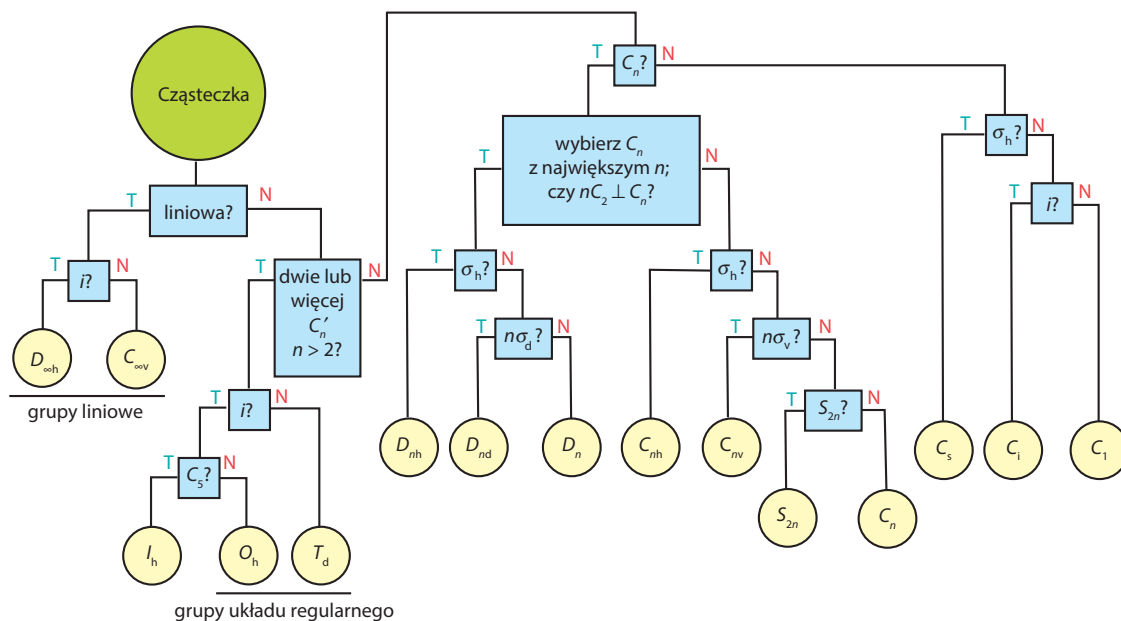 Cząsteczka
liniowa?
T
N
i?
T
N
D∞h
C∞v
grupy liniowe
dwie lub
więcej
Cn′
n > 2?
T
N
i?
T
N
C5?
T
N
Ih
Oh
Td
grupy układu regularnego
Cn?
T
N
wybierz Cn
z największym n;
czy nC2 ⊥ Cn?
T
N
σh?
T
N
nσd?
T
N
Dnh
Dnd
Dn
σh?
T
N
nσv?
T
N
S2n?
T
N
Cnh
Cnv
S2n
Cn
σh?
T
N
i?
T
N
Cs
Ci
C1